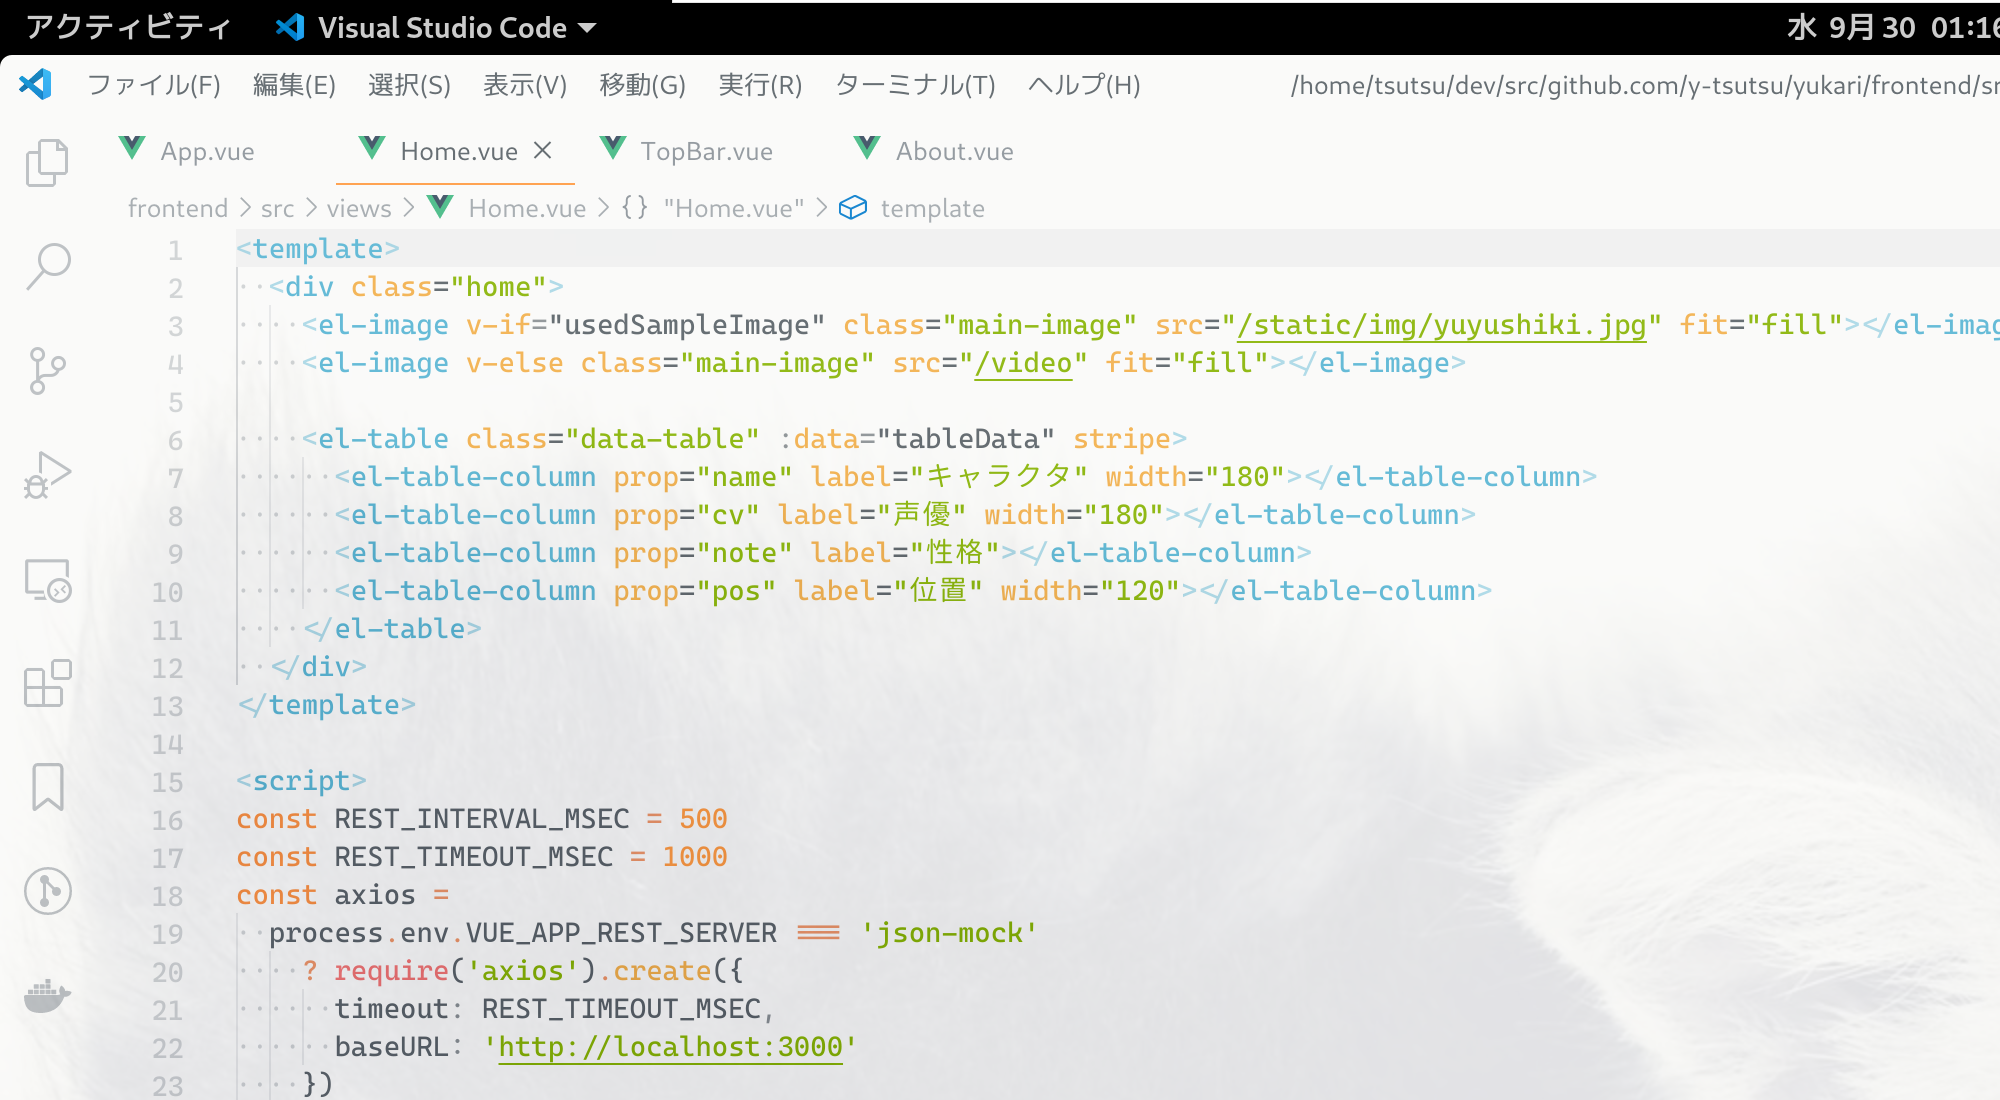 アクティビティ Visual Studio Code 水 9月 30 01:16
ファイル(F) 編集(E) 選択(S) 表示(V) 移動(G) 実行(R) ターミナル(T) ヘルプ(H) /home/tsutsu/dev/src/github.com/y-tsutsu/yukari/frontend/sr
App.vue Home.vue TopBar.vue About.vue
frontend > src > views > Home.vue > {} "Home.vue" > template
1 <template>
2 <div class="home">
3 <el-image v-if="usedSampleImage" class="main-image" src="/static/img/yuyushiki.jpg" fit="fill"></el-imag
4 <el-image v-else class="main-image" src="/video" fit="fill"></el-image>
5
6 <el-table class="data-table" :data="tableData" stripe>
7 <el-table-column prop="name" label="キャラクタ" width="180"></el-table-column>
8 <el-table-column prop="cv" label="声優" width="180"></el-table-column>
9 <el-table-column prop="note" label="性格"></el-table-column>
10 <el-table-column prop="pos" label="位置" width="120"></el-table-column>
11 </el-table>
12 </div>
13 </template>
14
15 <script>
16 const REST_INTERVAL_MSEC = 500
17 const REST_TIMEOUT_MSEC = 1000
18 const axios =
19 process.env.VUE_APP_REST_SERVER === 'json-mock'
20 ? require('axios').create({
21 timeout: REST_TIMEOUT_MSEC,
22 baseURL: 'http://localhost:3000'
23 })